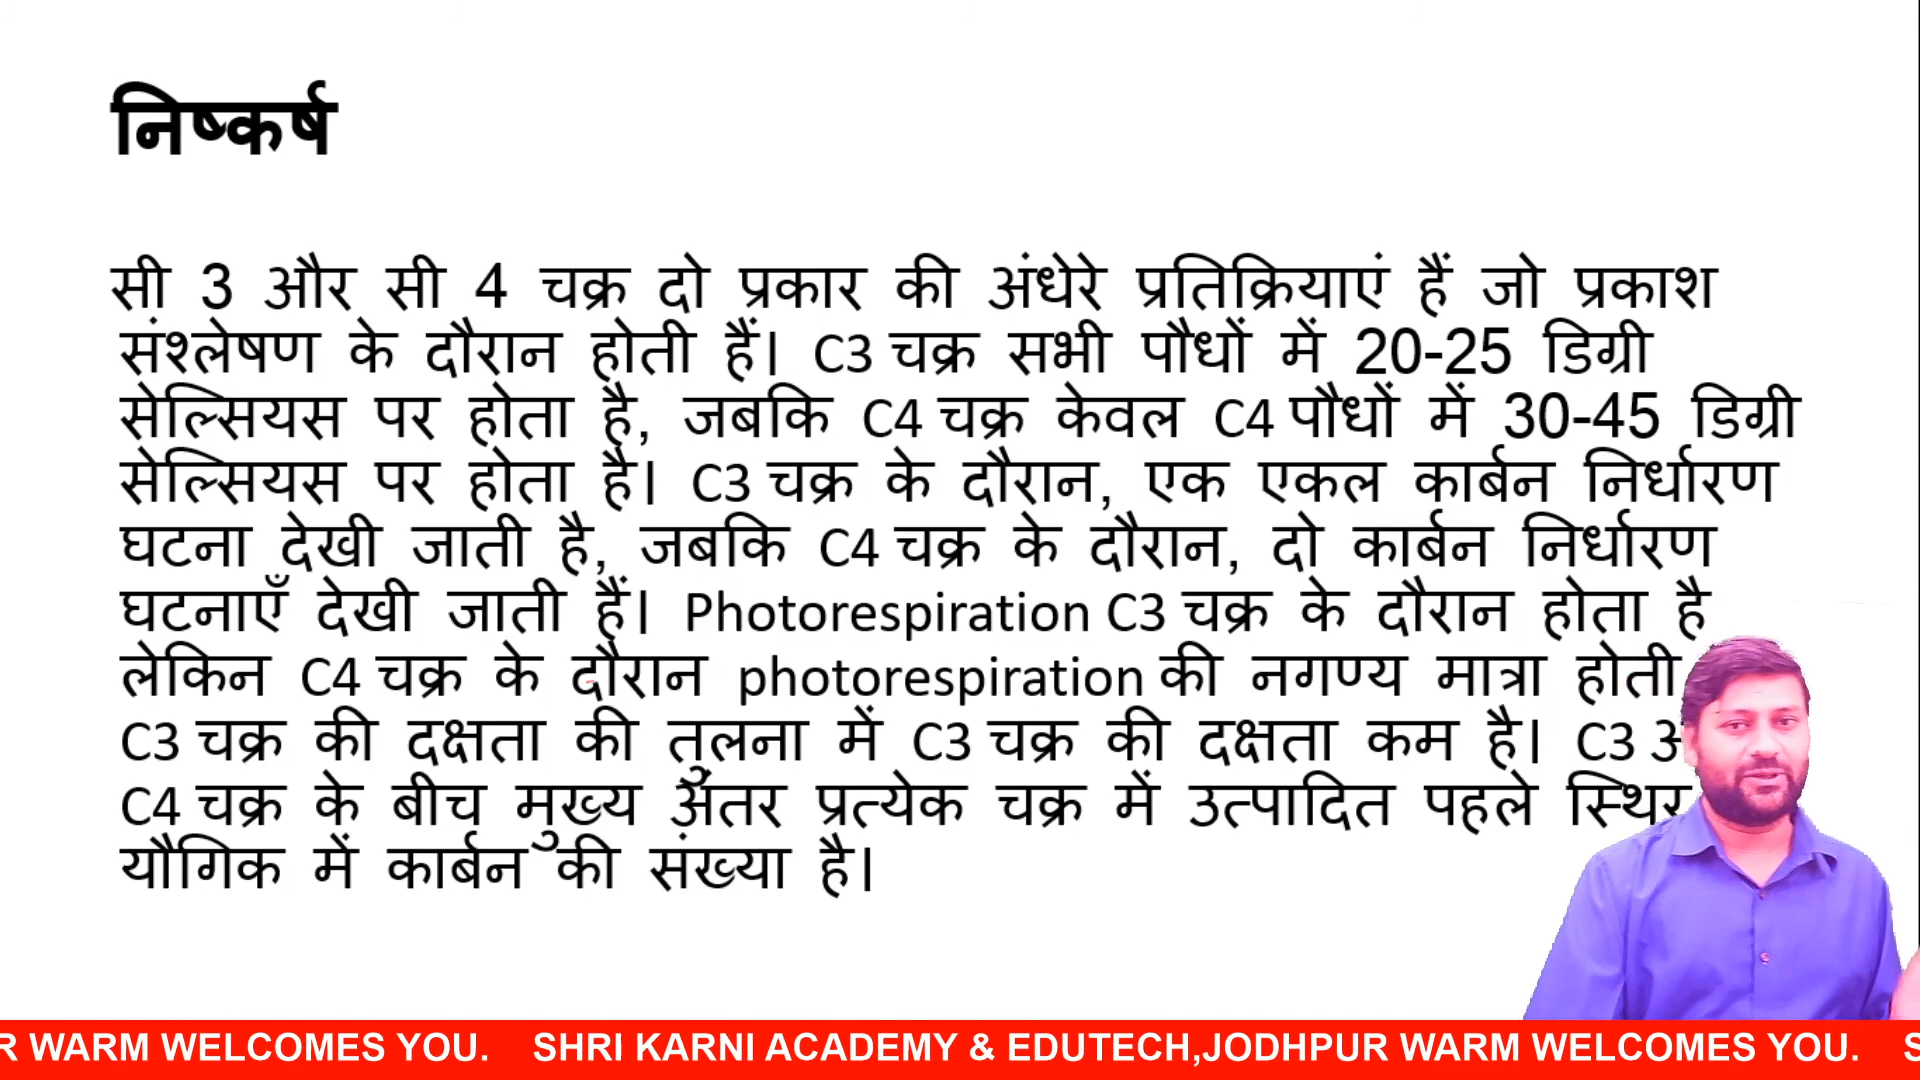 निष्कर्ष
सी 3 और सी 4 चक्र दो प्रकार की अंधेरे प्रतिक्रियाएं हैं जो प्रकाश
संश्लेषण के दौरान होती हैं। C3 चक्र सभी पौधों में 20-25 डिग्री
सेल्सियस पर होता है, जबकि C4 चक्र केवल C4 पौधों में 30-45 डिग्री
सेल्सियस पर होता है। C3 चक्र के दौरान, एक एकल कार्बन निर्धारण
घटना देखी जाती है, जबकि C4 चक्र के दौरान, दो कार्बन निर्धारण
घटनाएँ देखी जाती हैं। Photorespiration C3 चक्र के दौरान होता है
लेकिन C4 चक्र के दौरान photorespiration की नगण्य मात्रा होती
C3 चक्र की दक्षता की तुलना में C3 चक्र की दक्षता कम है। C3
C4 चक्र के बीच मुख्य अंतर प्रत्येक चक्र में उत्पादित पहले स्थिर
यौगिक में कार्बन की संख्या है।
R WARM WELCOMES YOU. SHRI KARNI ACADEMY & EDUTECH,JODHPUR WARM WELCOMES YOU. S